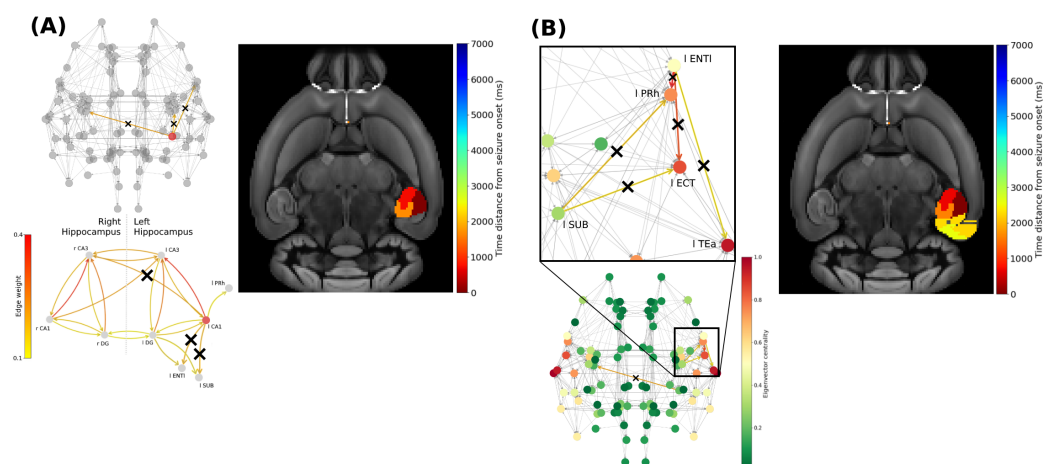 (A)
7000
6000
5000
4000
3000
2000
1000
0
Time distance from seizure onset (ms)
Right
Hippocampus
Left
Hippocampus
0.4
Edge weight
0.1
r CA3
l CA3
l PRh
r CA1
l CA1
r DG
l DG
l ENTl
l SUB
(B)
l ENTl
l PRh
l ECT
l SUB
l TEa
1.0
0.8
0.6
0.4
0.2
Eigenvector centrality
7000
6000
5000
4000
3000
2000
1000
0
Time distance from seizure onset (ms)